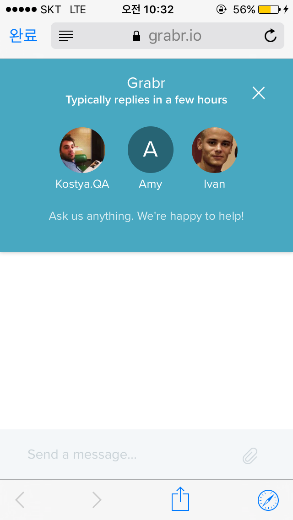 SKT LTE 오전 10:32 56%
완료 grabr.io
Grabr
Typically replies in a few hours
A
Kostya.QA Amy Ivan
Ask us anything. We're happy to help!
Send a message...